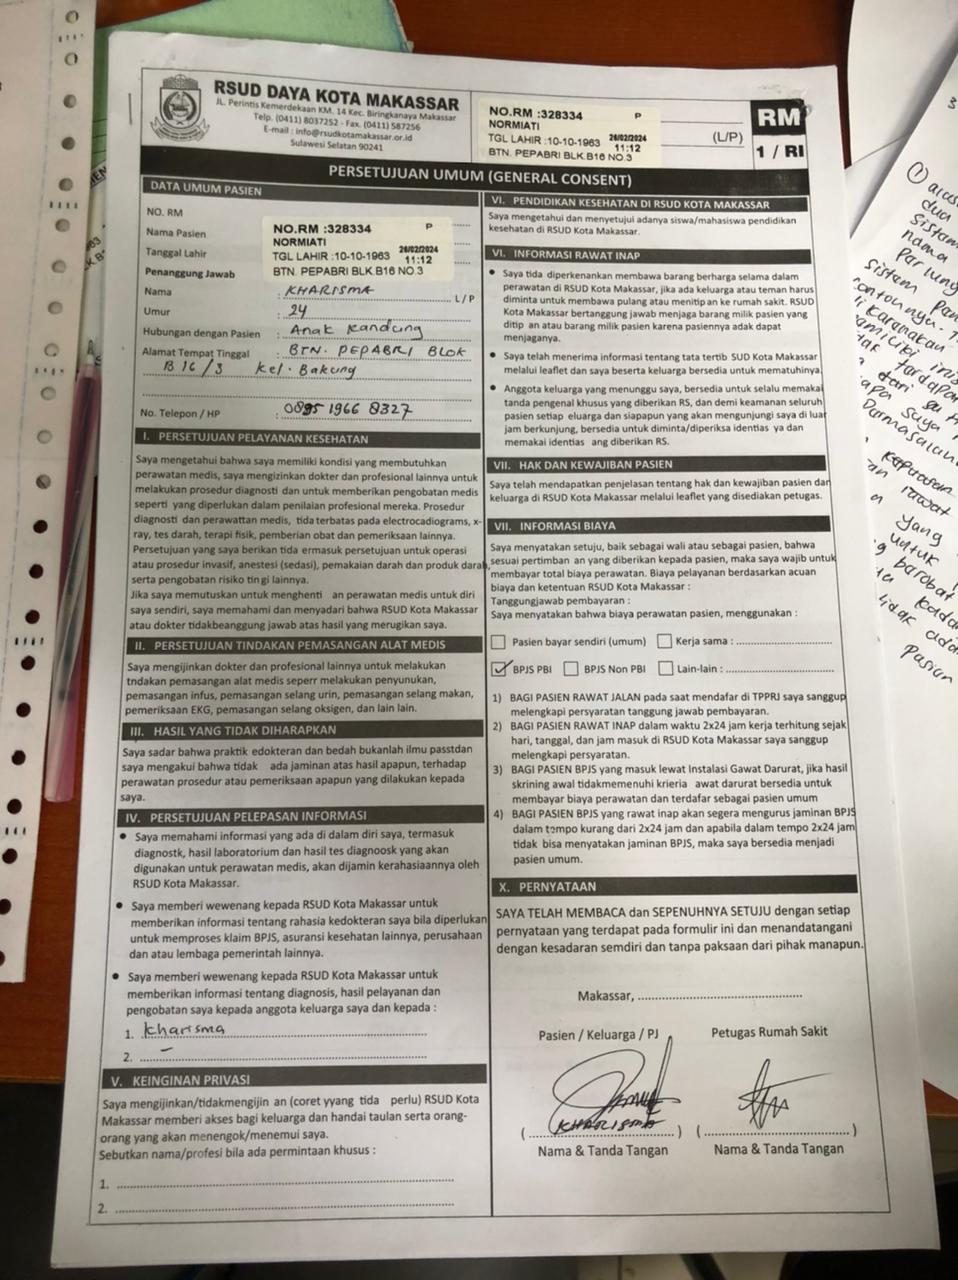 RSUD DAYA KOTA MAKASSAR
JL. Perintis Kemerdekaan KM. 14 Kec. Biringkanaya Makassar
Telp. (0411) 8037252 - Fax. (0411) 587256
E-mail : info@rsudkotamakassar.or.id
Sulawesi Selatan 90241
NO.RM :328334 P
NORMIATI
TGL LAHIR :10-10-1963 26/02/2024 11:12
BTN. PEPABRI BLK.B16 NO.3
(L/P)
RM
1 / RI
PERSETUJUAN UMUM (GENERAL CONSENT)
DATA UMUM PASIEN
NO. RM
Nama Pasien
Tanggal Lahir
Penanggung Jawab
NO.RM :328334 P
NORMIATI
TGL LAHIR :10-10-1963 26/02/2024 11:12
BTN. PEPABRI BLK.B16 NO.3
Nama : KHARISMA L/P
Umur : 24
Hubungan dengan Pasien : Anak Kandung
Alamat Tempat Tinggal : BTN. PEPABRI BLOK
B 16 / 3 Kel. Bakung
No. Telepon / HP : 0895 1966 8327
I. PERSETUJUAN PELAYANAN KESEHATAN
Saya mengetahui bahwa saya memiliki kondisi yang membutuhkan
perawatan medis, saya mengizinkan dokter dan profesional lainnya untuk
melakukan prosedur diagnosti dan untuk memberikan pengobatan medis
seperti yang diperlukan dalam penilaian profesional mereka. Prosedur
diagnosti dan perawattan medis, tida terbatas pada electrocadiograms, x-
ray, tes darah, terapi fisik, pemberian obat dan pemeriksaan lainnya.
Persetujuan yang saya berikan tida ermasuk persetujuan untuk operasi
atau prosedur invasif, anestesi (sedasi), pemakaian darah dan produk darah,
serta pengobatan risiko tin gi lainnya.
Jika saya memutuskan untuk menghenti an perawatan medis untuk diri
saya sendiri, saya memahami dan menyadari bahwa RSUD Kota Makassar
atau dokter tidakbeanggung jawab atas hasil yang merugikan saya.
II. PERSETUJUAN TINDAKAN PEMASANGAN ALAT MEDIS
Saya mengijinkan dokter dan profesional lainnya untuk melakukan
tndakan pemasangan alat medis seperr melakukan penyunukan,
pemasangan infus, pemasangan selang urin, pemasangan selang makan,
pemeriksaan EKG, pemasangan selang oksigen, dan lain lain.
III. HASIL YANG TIDAK DIHARAPKAN
Saya sadar bahwa praktik edokteran dan bedah bukanlah ilmu passtdan
saya mengakui bahwa tidak ada jaminan atas hasil apapun, terhadap
perawatan prosedur atau pemeriksaan apapun yang dilakukan kepada
saya.
IV. PERSETUJUAN PELEPASAN INFORMASI
• Saya memahami informasi yang ada di dalam diri saya, termasuk
diagnostk, hasil laboratorium dan hasil tes diagnoosk yang akan
digunakan untuk perawatan medis, akan dijamin kerahasiaannya oleh
RSUD Kota Makassar.
• Saya memberi wewenang kepada RSUD Kota Makassar untuk
memberikan informasi tentang rahasia kedokteran saya bila diperlukan
untuk memproses klaim BPJS, asuransi kesehatan lainnya, perusahaan
dan atau lembaga pemerintah lainnya.
• Saya memberi wewenang kepada RSUD Kota Makassar untuk
memberikan informasi tentang diagnosis, hasil pelayanan dan
pengobatan saya kepada anggota keluarga saya dan kepada :
1. Kharisma
2. –
V. KEINGINAN PRIVASI
Saya mengijinkan/tidakmengijin an (coret yyang tida perlu) RSUD Kota
Makassar memberi akses bagi keluarga dan handai taulan serta orang-
orang yang akan menengok/menemui saya.
Sebutkan nama/profesi bila ada permintaan khusus :
1.
2.
VI. PENDIDIKAN KESEHATAN DI RSUD KOTA MAKASSAR
Saya mengetahui dan menyetujui adanya siswa/mahasiswa pendidikan
kesehatan di RSUD Kota Makassar.
VI. INFORMASI RAWAT INAP
• Saya tida diperkenankan membawa barang berharga selama dalam
perawatan di RSUD Kota Makassar, jika ada keluarga atau teman harus
diminta untuk membawa pulang atau menitip an ke rumah sakit. RSUD
Kota Makassar bertanggung jawab menjaga barang milik pasien yang
ditip an atau barang milik pasien karena pasiennya adak dapat
menjaganya.
• Saya telah menerima informasi tentang tata tertib SUD Kota Makassar
melalui leaflet dan saya beserta keluarga bersedia untuk mematuhinya.
• Anggota keluarga yang menunggu saya, bersedia untuk selalu memakai
tanda pengenal khusus yang diberikan RS, dan demi keamanan seluruh
pasien setiap eluarga dan siapapun yang akan mengunjungi saya di luar
jam berkunjung, bersedia untuk diminta/diperiksa identias ya dan
memakai identias ang diberikan RS.
VII. HAK DAN KEWAJIBAN PASIEN
Saya telah mendapatkan penjelasan tentang hak dan kewajiban pasien dan
keluarga di RSUD Kota Makassar melalui leaflet yang disediakan petugas.
VII. INFORMASI BIAYA
Saya menyatakan setuju, baik sebagai wali atau sebagai pasien, bahwa
sesuai pertimban an yang diberikan kepada pasien, maka saya wajib untuk
membayar total biaya perawatan. Biaya pelayanan berdasarkan acuan
biaya dan ketentuan RSUD Kota Makassar :
Tanggungjawab pembayaran :
Saya menyatakan bahwa biaya perawatan pasien, menggunakan :
☐ Pasien bayar sendiri (umum) ☐ Kerja sama :
☑ BPJS PBI ☐ BPJS Non PBI ☐ Lain-lain :
1) BAGI PASIEN RAWAT JALAN pada saat mendafar di TPPRJ saya sanggup
melengkapi persyaratan tanggung jawab pembayaran.
2) BAGI PASIEN RAWAT INAP dalam waktu 2x24 jam kerja terhitung sejak
hari, tanggal, dan jam masuk di RSUD Kota Makassar saya sanggup
melengkapi persyaratan.
3) BAGI PASIEN BPJS yang masuk lewat Instalasi Gawat Darurat, jika hasil
skrining awal tidakmemenuhi krieria awat darurat bersedia untuk
membayar biaya perawatan dan terdafar sebagai pasien umum
4) BAGI PASIEN BPJS yang rawat inap akan segera mengurus jaminan BPJS
dalam tempo kurang dari 2x24 jam dan apabila dalam tempo 2x24 jam
tidak bisa menyatakan jaminan BPJS, maka saya bersedia menjadi
pasien umum.
X. PERNYATAAN
SAYA TELAH MEMBACA dan SEPENUHNYA SETUJU dengan setiap
pernyataan yang terdapat pada formulir ini dan menandatangani
dengan kesadaran semdiri dan tanpa paksaan dari pihak manapun.
Makassar,
Pasien / Keluarga / PJ Petugas Rumah Sakit
( KHARISMA ) ( )
Nama & Tanda Tangan Nama & Tanda Tangan
dua
Sistem
nama
Sistem
Kepuasan
rawat
yang
untuk
berobat
tidak
Pasien